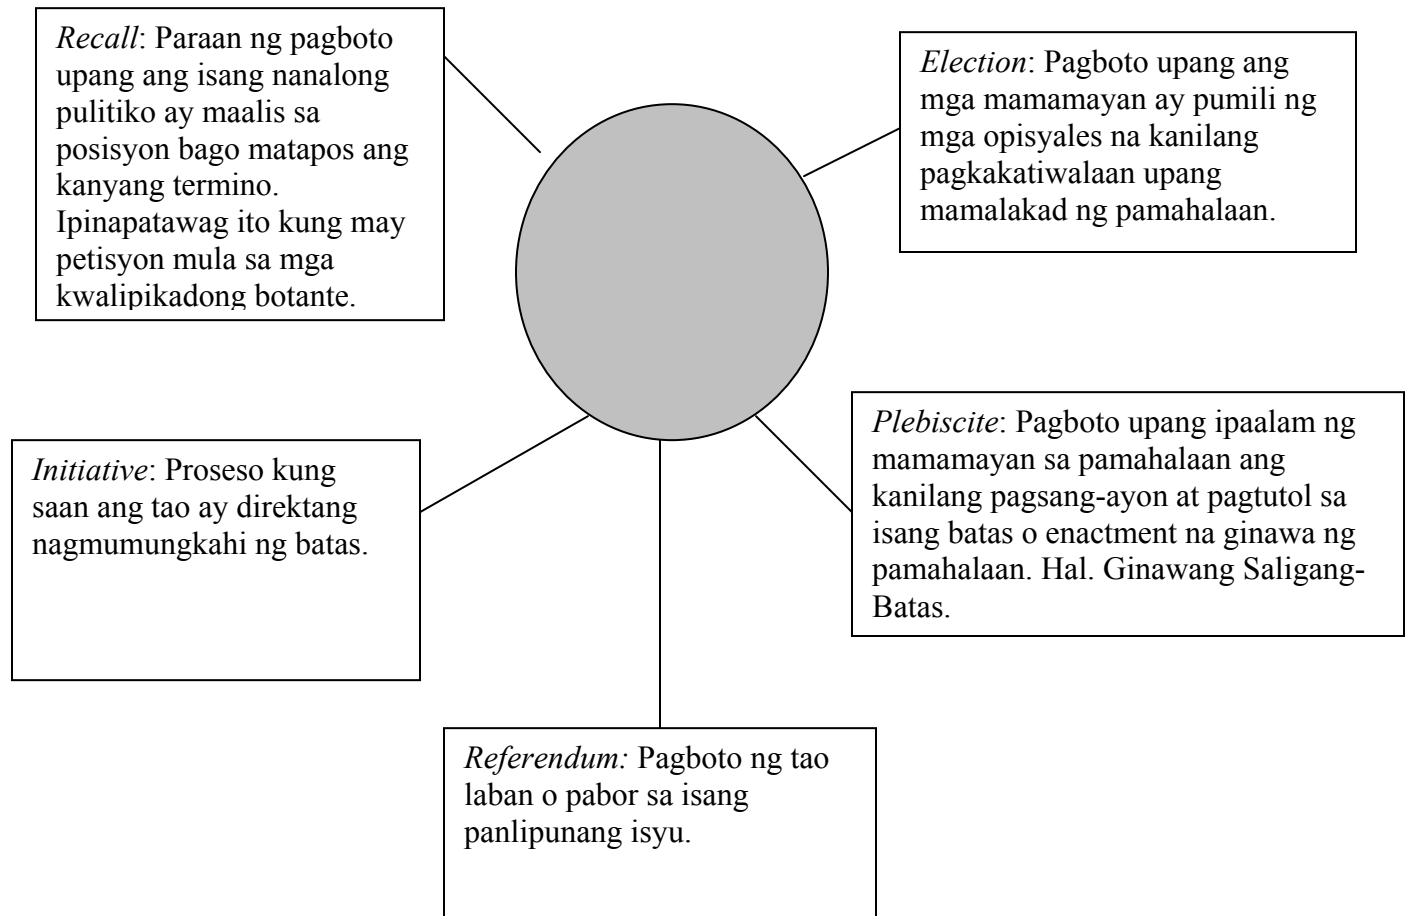 Recall: Paraan ng pagboto
upang ang isang nanalong
pulitiko ay maalis sa
posisyon bago matapos ang
kanyang termino.
Ipinapatawag ito kung may
petisyon mula sa mga
kwalipikadong botante.
Election: Pagboto upang ang
mga mamamayan ay pumili ng
mga opisyales na kanilang
pagkakatiwalaan upang
mamalakad ng pamahalaan.
Initiative: Proseso kung
saan ang tao ay direktang
nagmumungkahi ng batas.
Plebiscite: Pagboto upang ipaalam ng
mamamayan sa pamahalaan ang
kanilang pagsang-ayon at pagtutol sa
isang batas o enactment na ginawa ng
pamahalaan. Hal. Ginawang Saligang-
Batas.
Referendum: Pagboto ng tao
laban o pabor sa isang
panlipunang isyu.